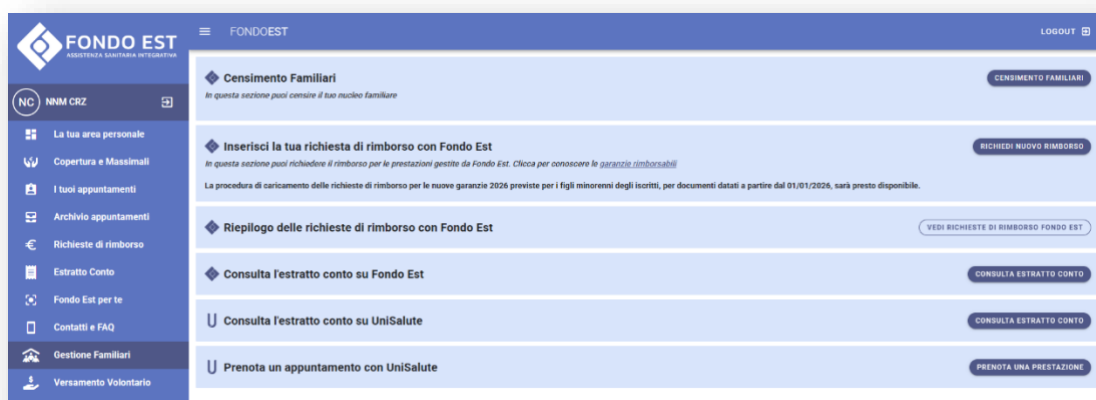 FONDO EST
ASSISTENZA SANITARIA INTEGRATIVA
NC NNM CRZ
La tua area personale
Copertura e Massimali
I tuoi appuntamenti
Archivio appuntamenti
Richieste di rimborso
Estratto Conto
Fondo Est per te
Contatti e FAQ
Gestione Familiari
Versamento Volontario
FONDOEST
LOGOUT
Censimento Familiari
CENSIMENTO FAMILIARI
In questa sezione puoi censire il tuo nucleo familiare
Inserisci la tua richiesta di rimborso con Fondo Est
RICHIEDI NUOVO RIMBORSO
In questa sezione puoi richiedere il rimborso per le prestazioni gestite da Fondo Est. Clicca per conoscere le garanzie rimborsabili
La procedura di caricamento delle richieste di rimborso per le nuove garanzie 2026 previste per i figli minorenni degli iscritti, per documenti datati a partire dal 01/01/2026, sarà presto disponibile.
Riepilogo delle richieste di rimborso con Fondo Est
VEDI RICHIESTE DI RIMBORSO FONDO EST
Consulta l'estratto conto su Fondo Est
CONSULTA ESTRATTO CONTO
Consulta l'estratto conto su UniSalute
CONSULTA ESTRATTO CONTO
Prenota un appuntamento con UniSalute
PRENOTA UNA PRESTAZIONE